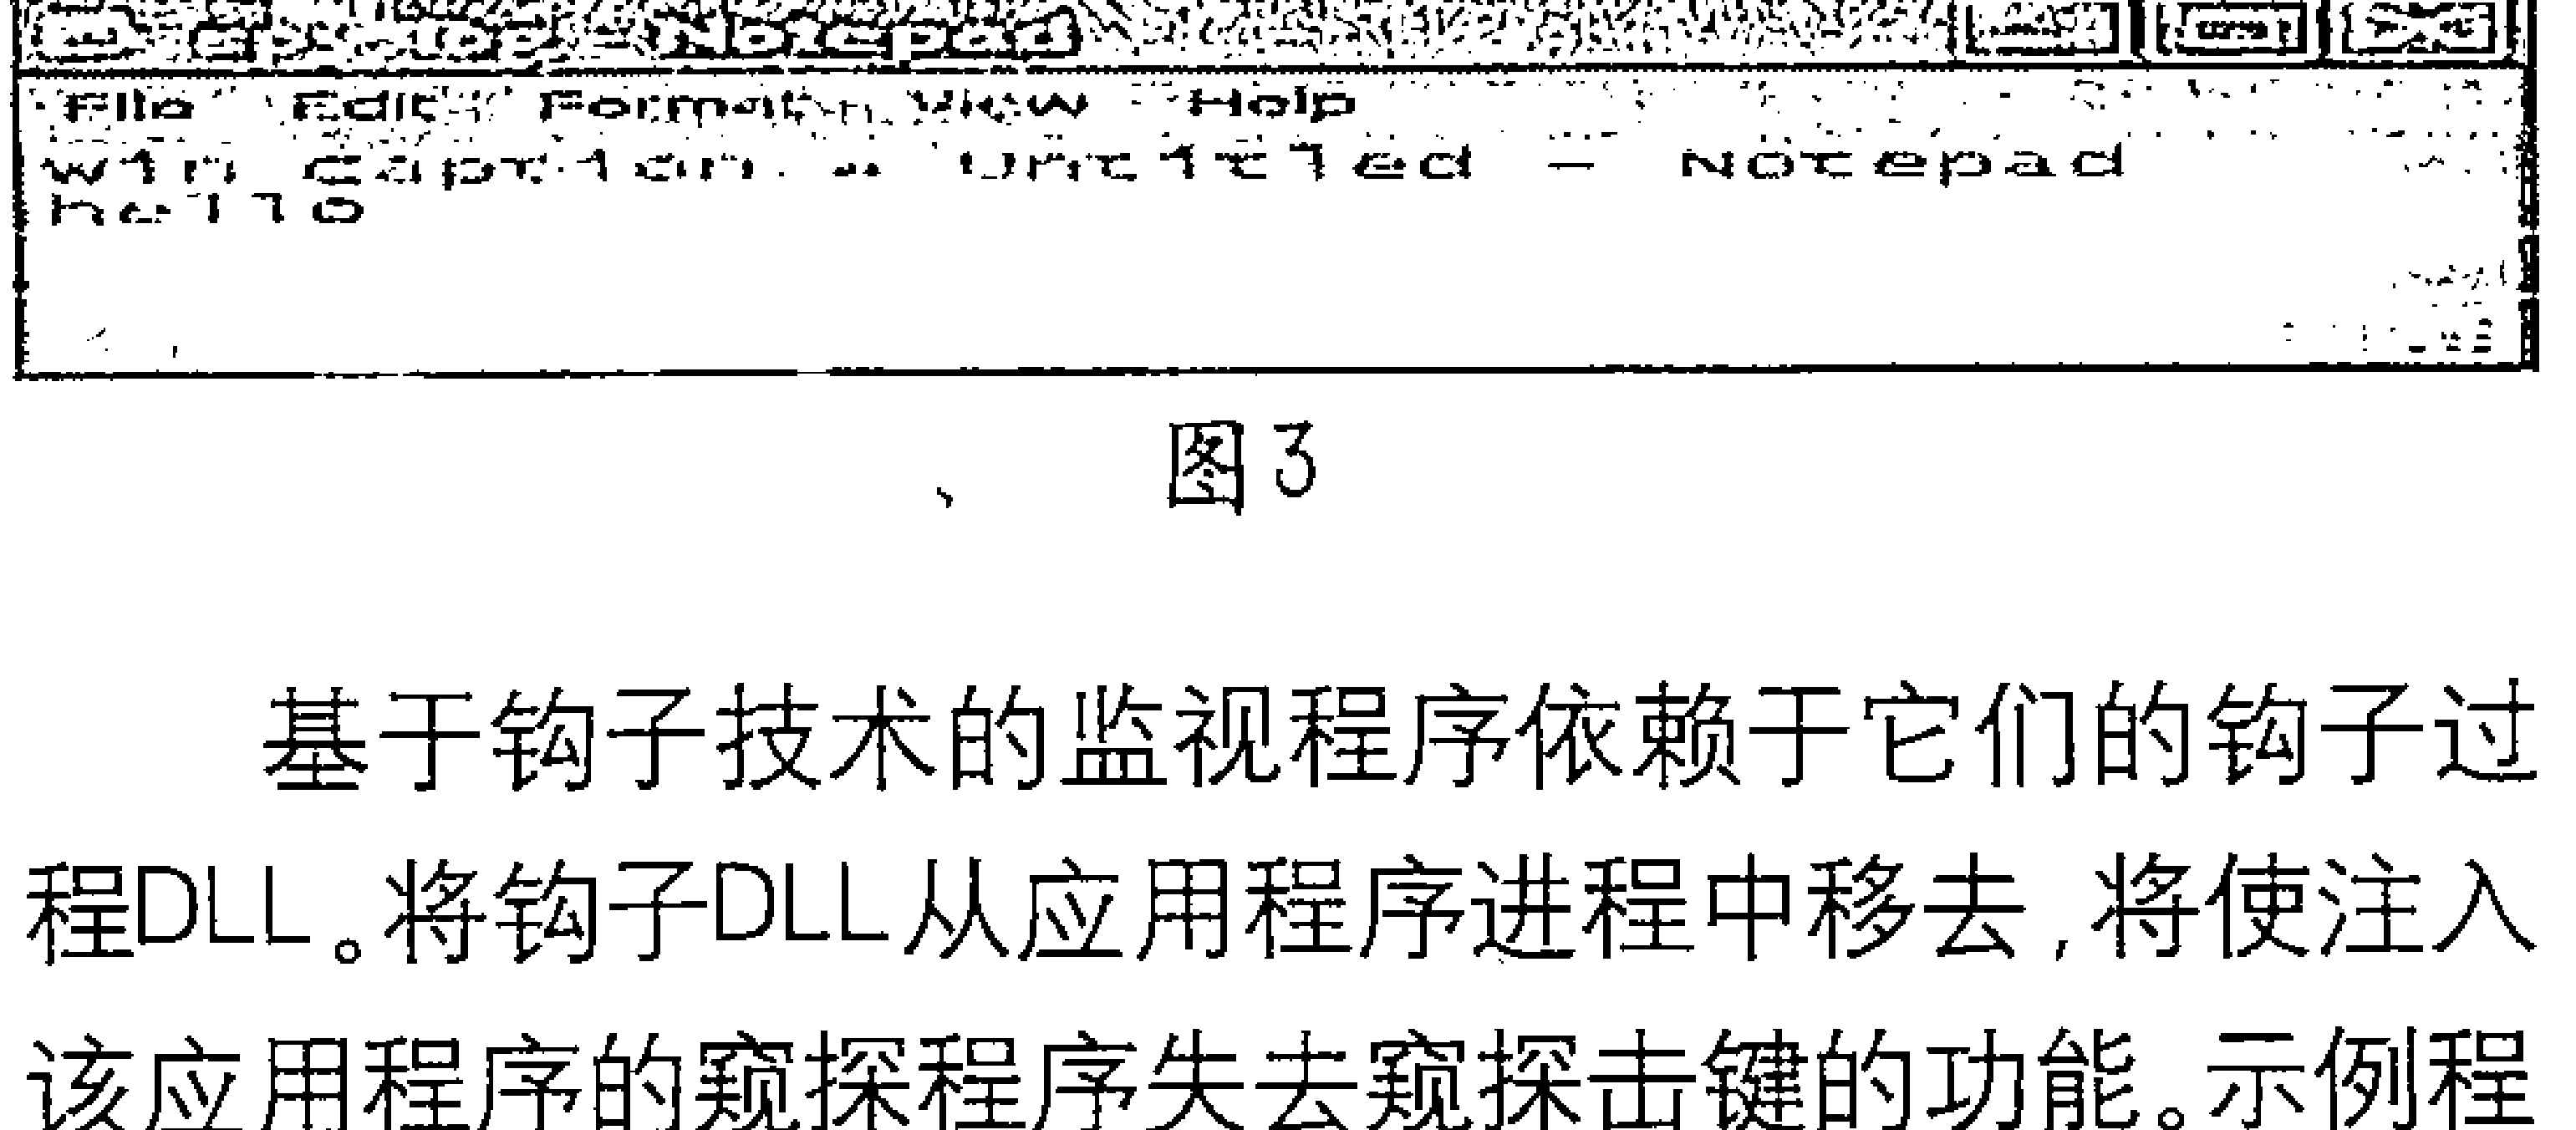 Notepad
File Edit Format View Help
Win Caption - Untitled - Notepad
hello
图3
基于钩子技术的监视程序依赖于它们的钩子过
程DLL。将钩子DLL从应用程序进程中移去,将使注入
该应用程序的窥探程序失去窥探击键的功能。示例程